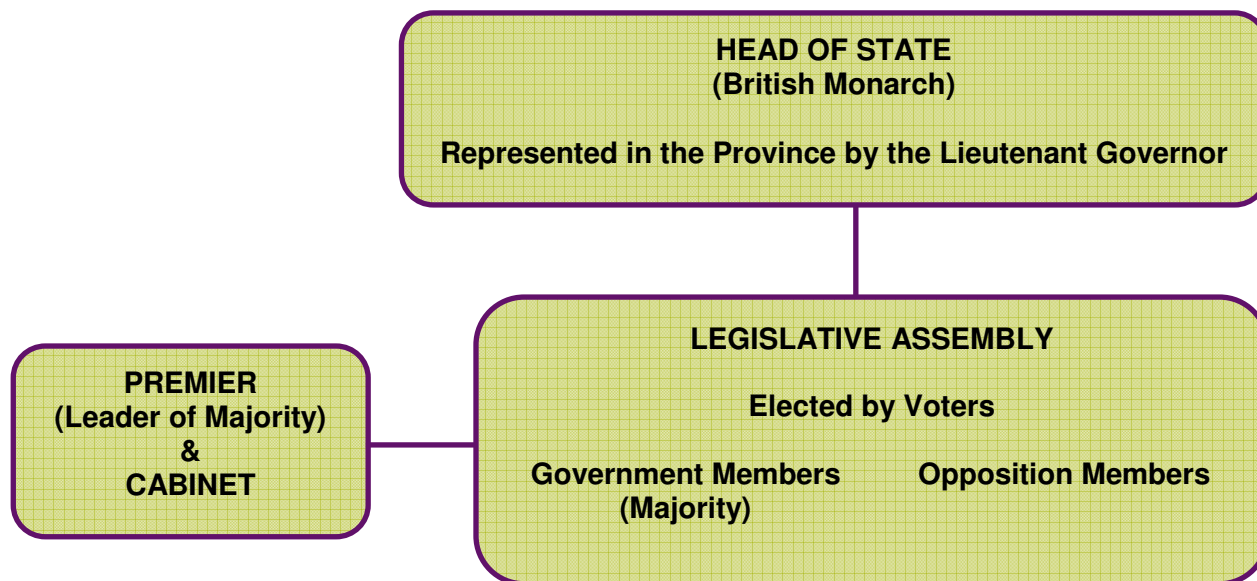 HEAD OF STATE
(British Monarch)
Represented in the Province by the Lieutenant Governor
PREMIER
(Leader of Majority)
&
CABINET
LEGISLATIVE ASSEMBLY
Elected by Voters
Government Members
(Majority)
Opposition Members